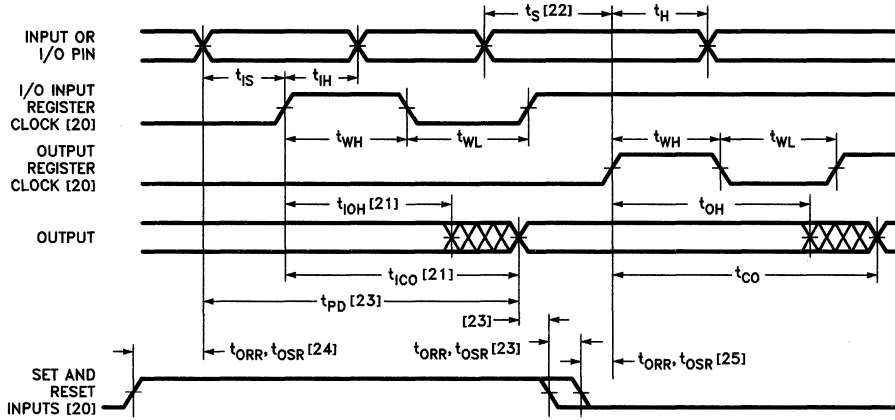 tS [22]
tH
INPUT OR
I/O PIN
tIS
tIH
I/O INPUT
REGISTER
CLOCK [20]
tWH
tWL
tWH
tWL
OUTPUT
REGISTER
CLOCK [20]
tIOH [21]
tOH
OUTPUT
tICO [21]
tCO
tPD [23]
[23]
tORR, tOSR [24]
tORR, tOSR [23]
tORR, tOSR [25]
SET AND
RESET
INPUTS [20]